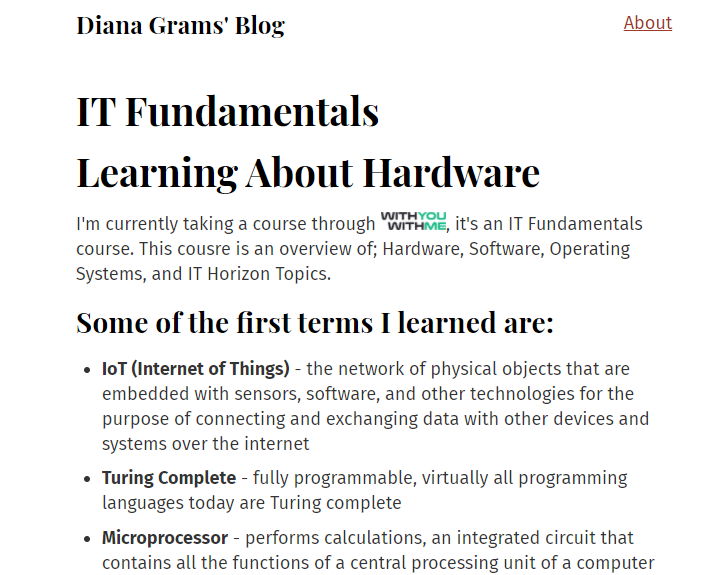 Diana Grams' Blog
About
IT Fundamentals
Learning About Hardware
I'm currently taking a course through WITHYOU WITHME, it's an IT Fundamentals
course. This cousre is an overview of; Hardware, Software, Operating
Systems, and IT Horizon Topics.
Some of the first terms I learned are:
• IoT (Internet of Things) - the network of physical objects that are
embedded with sensors, software, and other technologies for the
purpose of connecting and exchanging data with other devices and
systems over the internet
• Turing Complete - fully programmable, virtually all programming
languages today are Turing complete
• Microprocessor - performs calculations, an integrated circuit that
contains all the functions of a central processing unit of a computer